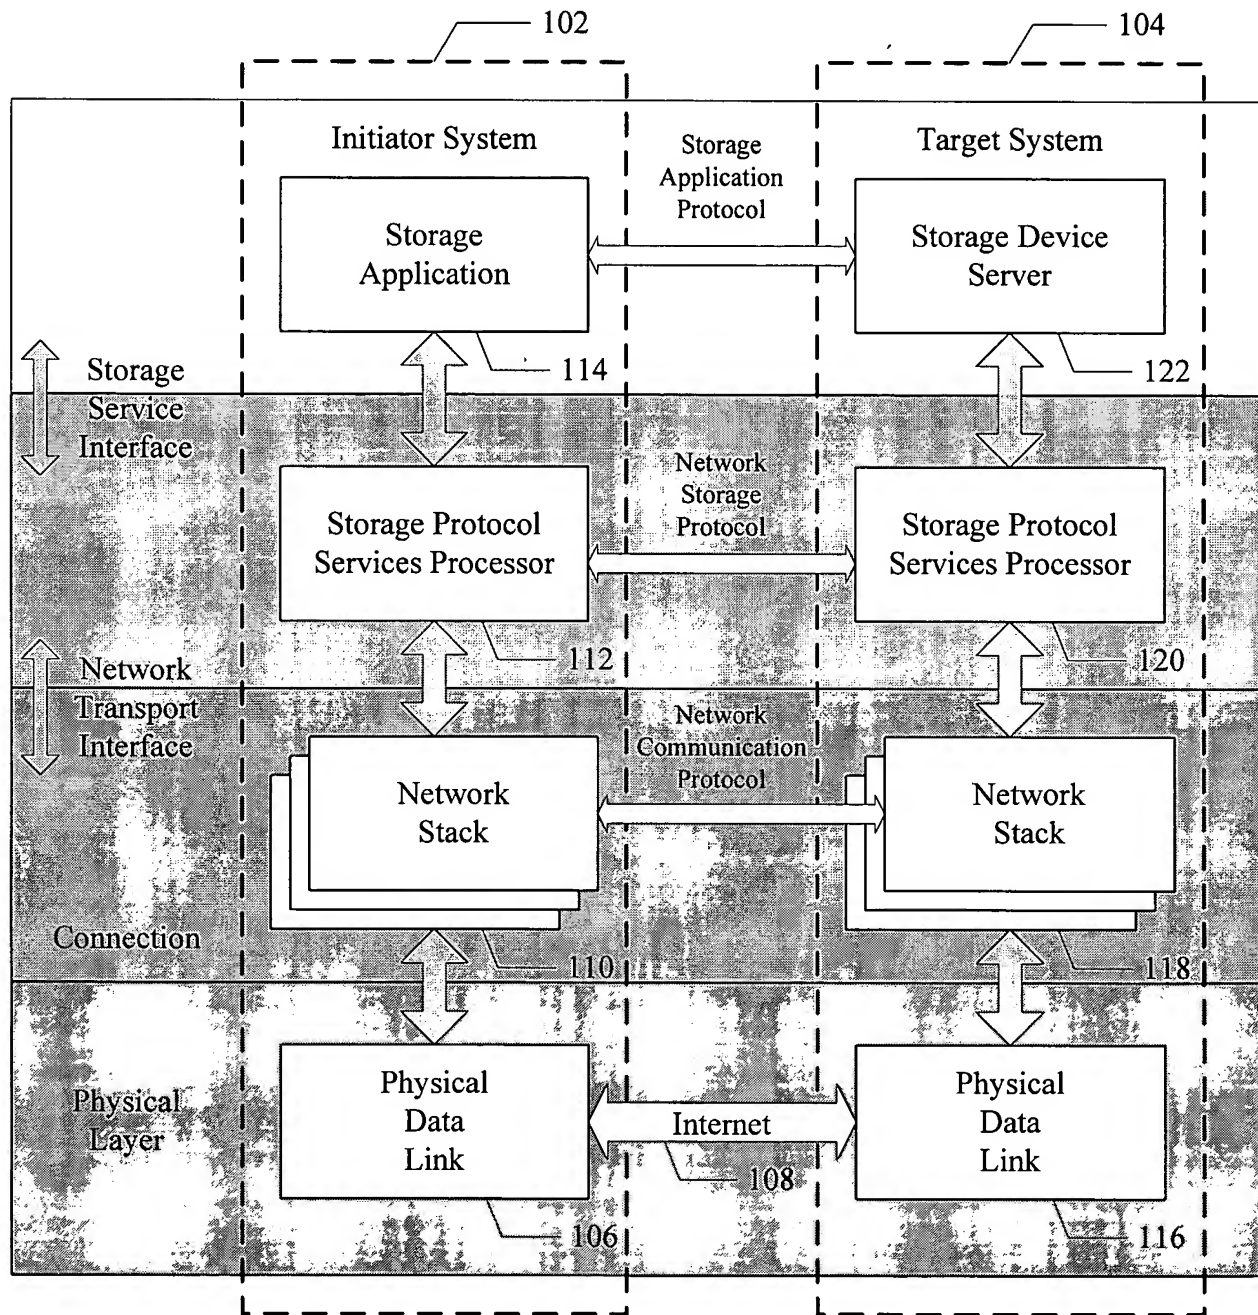 102
104
Initiator System
Storage
Application
Protocol
Target System
Storage
Application
Storage Device
Server
114
122
Storage
Service
Interface
Network
Storage
Protocol
Storage Protocol
Services Processor
Storage Protocol
Services Processor
112
120
Network
Transport
Interface
Network
Communication
Protocol
Network
Stack
Network
Stack
Connection
110
118
Physical
Layer
Physical
Data
Link
Internet
108
Physical
Data
Link
106
116